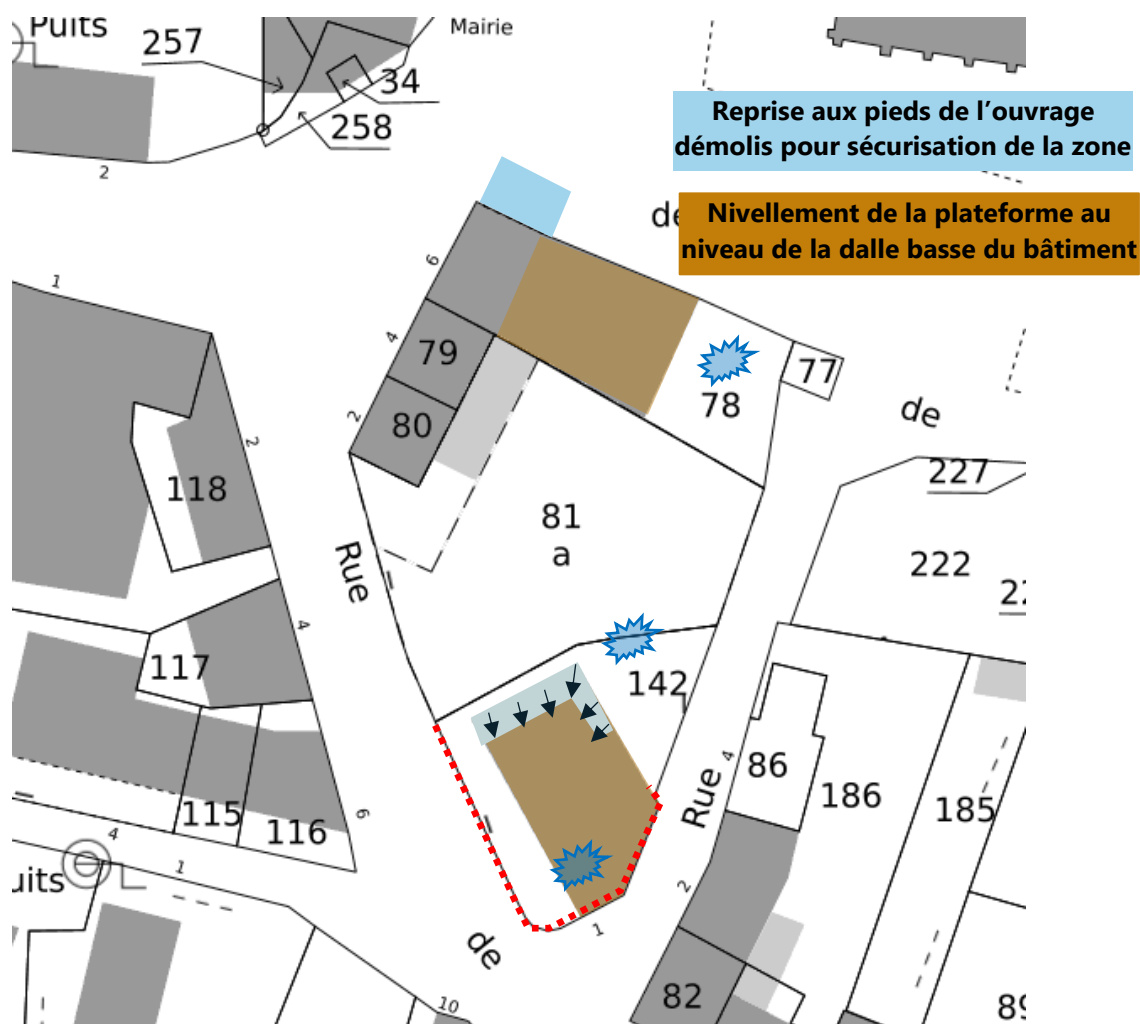 Puits
257
34
258
2
Mairie
Reprise aux pieds de l’ouvrage
démolis pour sécurisation de la zone
de
Nivellement de la plateforme au
niveau de la dalle basse du bâtiment
1
6
4
79
2
80
78
77
de
118
2
81
a
227
222
Rue
117
4
142
86
4
186
185
115
116
6
4
1
Rue
2
1
de
10
82